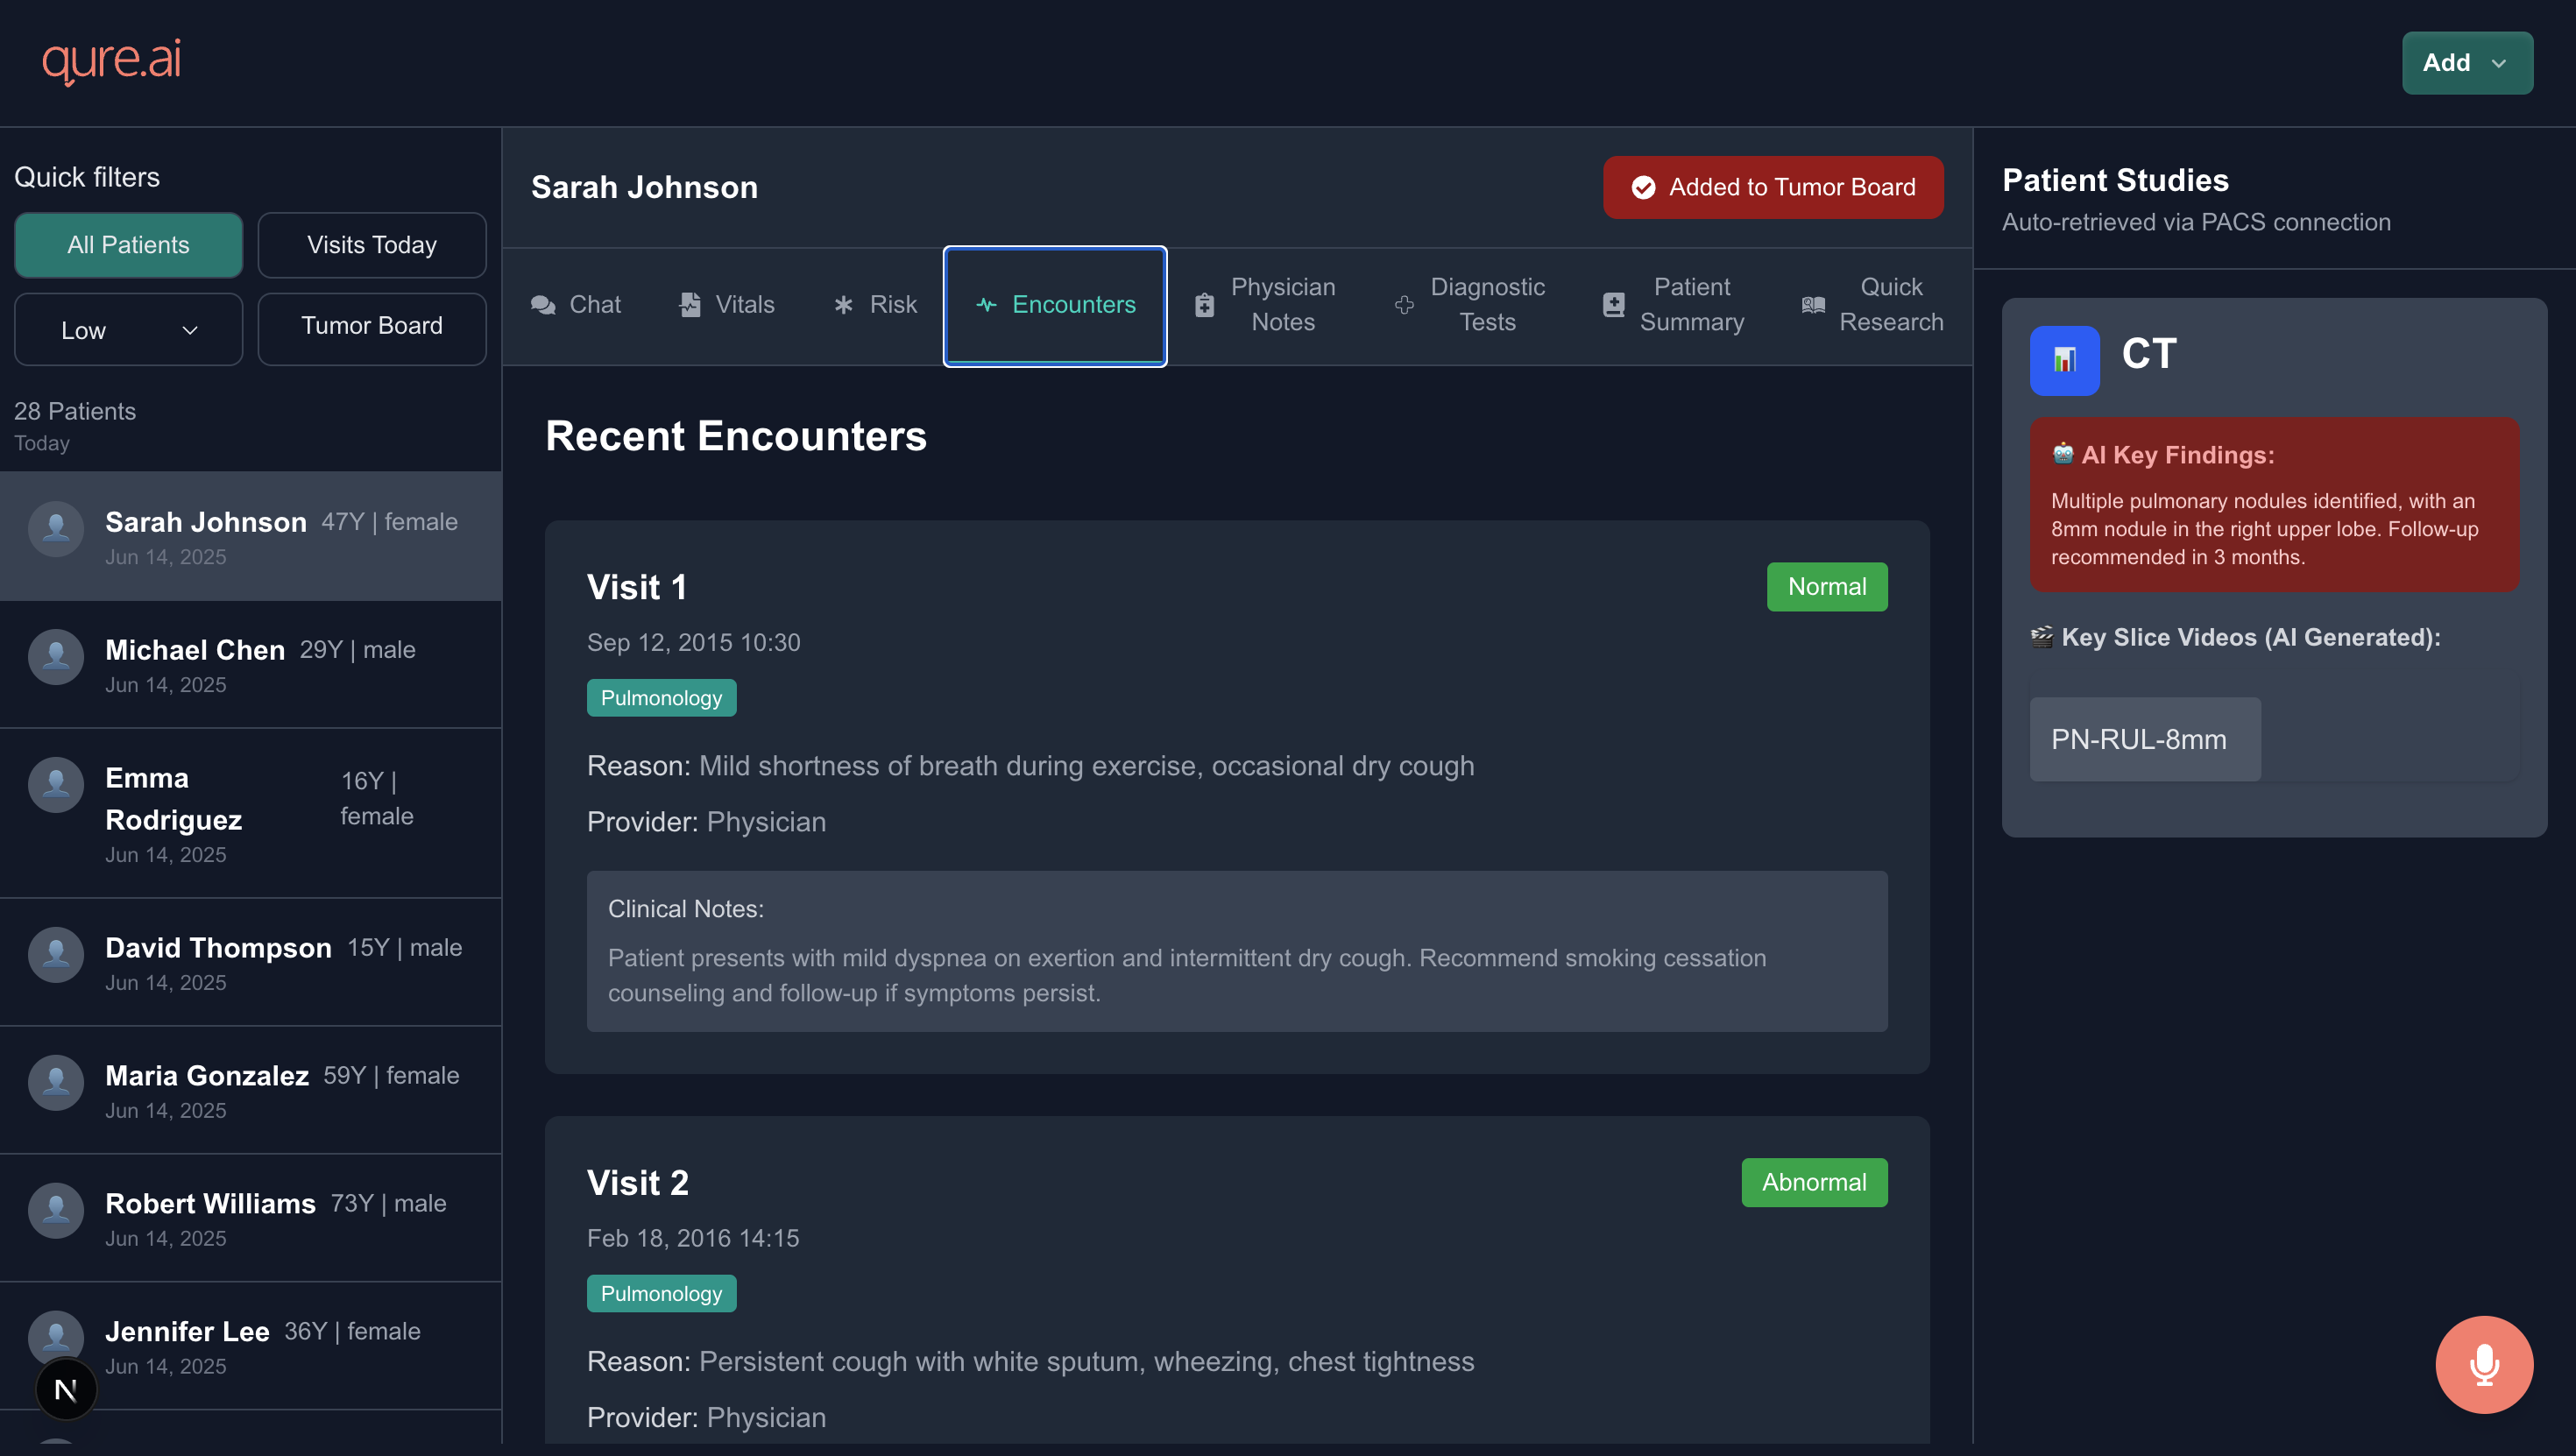 qure.ai
Add
Quick filters
All Patients
Visits Today
Low
Tumor Board
28 Patients
Today
Sarah Johnson 47Y | female
Jun 14, 2025
Michael Chen 29Y | male
Jun 14, 2025
Emma
Rodriguez
16Y |
female
Jun 14, 2025
David Thompson 15Y | male
Jun 14, 2025
Maria Gonzalez 59Y | female
Jun 14, 2025
Robert Williams 73Y | male
Jun 14, 2025
Jennifer Lee 36Y | female
Jun 14, 2025
N
Sarah Johnson
Added to Tumor Board
Chat
Vitals
Risk
Encounters
Physician
Notes
Diagnostic
Tests
Patient
Summary
Quick
Research
Recent Encounters
Visit 1
Normal
Sep 12, 2015 10:30
Pulmonology
Reason: Mild shortness of breath during exercise, occasional dry cough
Provider: Physician
Clinical Notes:
Patient presents with mild dyspnea on exertion and intermittent dry cough. Recommend smoking cessation
counseling and follow-up if symptoms persist.
Visit 2
Abnormal
Feb 18, 2016 14:15
Pulmonology
Reason: Persistent cough with white sputum, wheezing, chest tightness
Provider: Physician
Patient Studies
Auto-retrieved via PACS connection
CT
AI Key Findings:
Multiple pulmonary nodules identified, with an
8mm nodule in the right upper lobe. Follow-up
recommended in 3 months.
Key Slice Videos (AI Generated):
PN-RUL-8mm